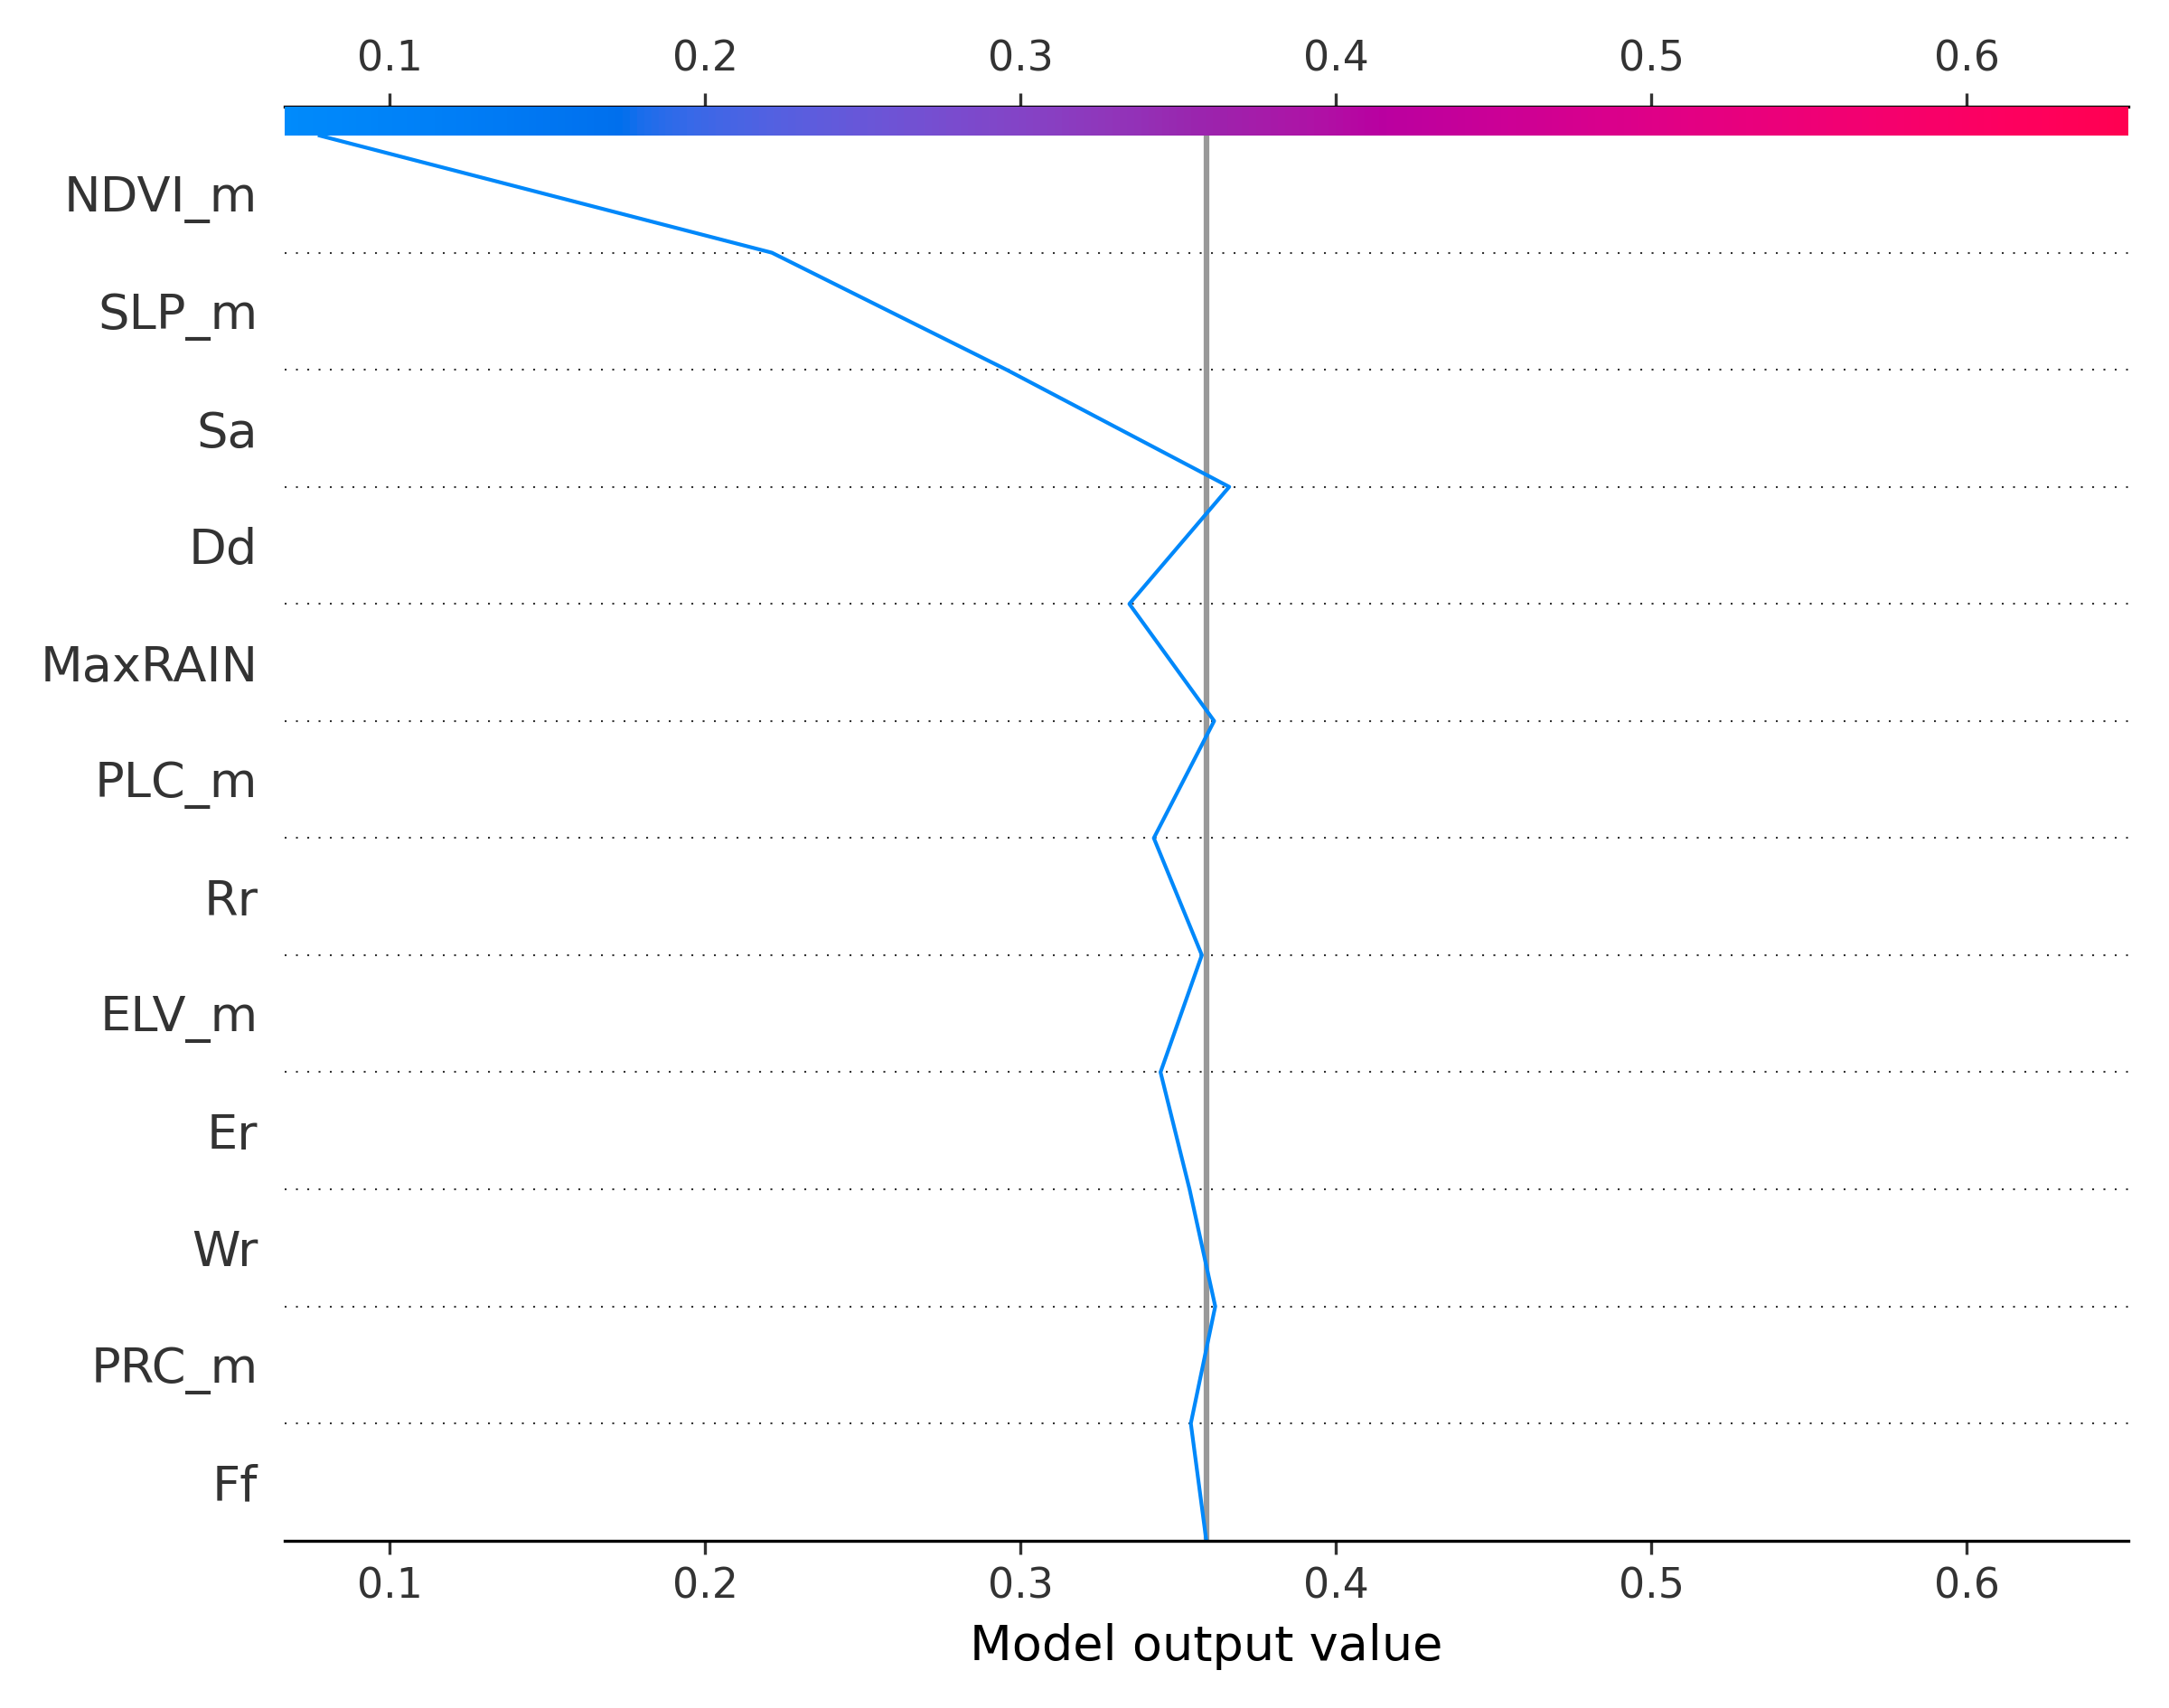 0.1 0.2 0.3 0.4 0.5 0.6
NDVI_m
SLP_m
Sa
Dd
MaxRAIN
PLC_m
Rr
ELV_m
Er
Wr
PRC_m
Ff
0.1 0.2 0.3 0.4 0.5 0.6
Model output value